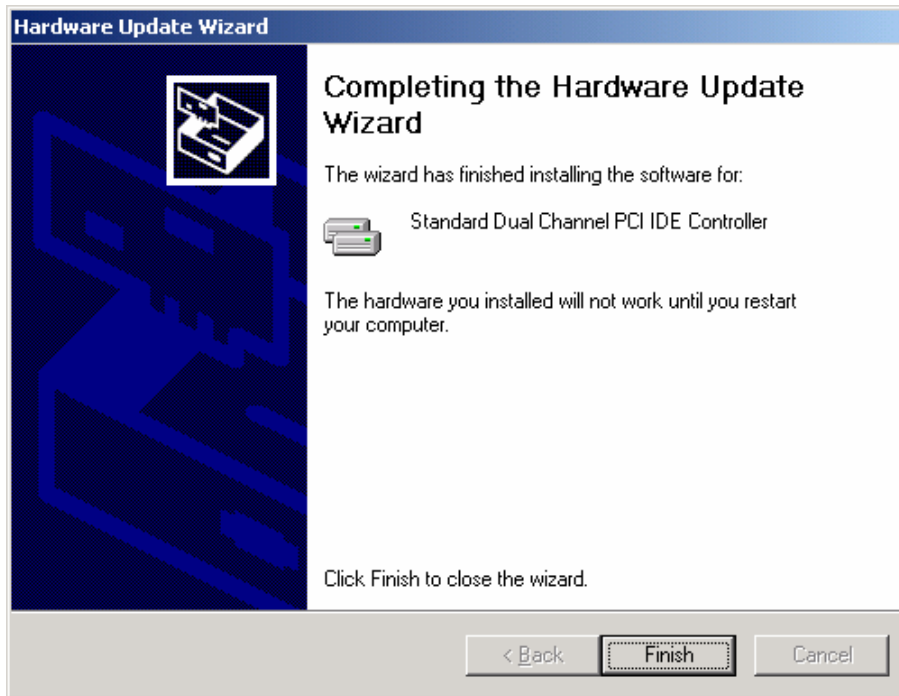 Hardware Update Wizard
Completing the Hardware Update
Wizard
The wizard has finished installing the software for:
Standard Dual Channel PCI IDE Controller
The hardware you installed will not work until you restart
your computer.
Click Finish to close the wizard.
< Back Finish Cancel